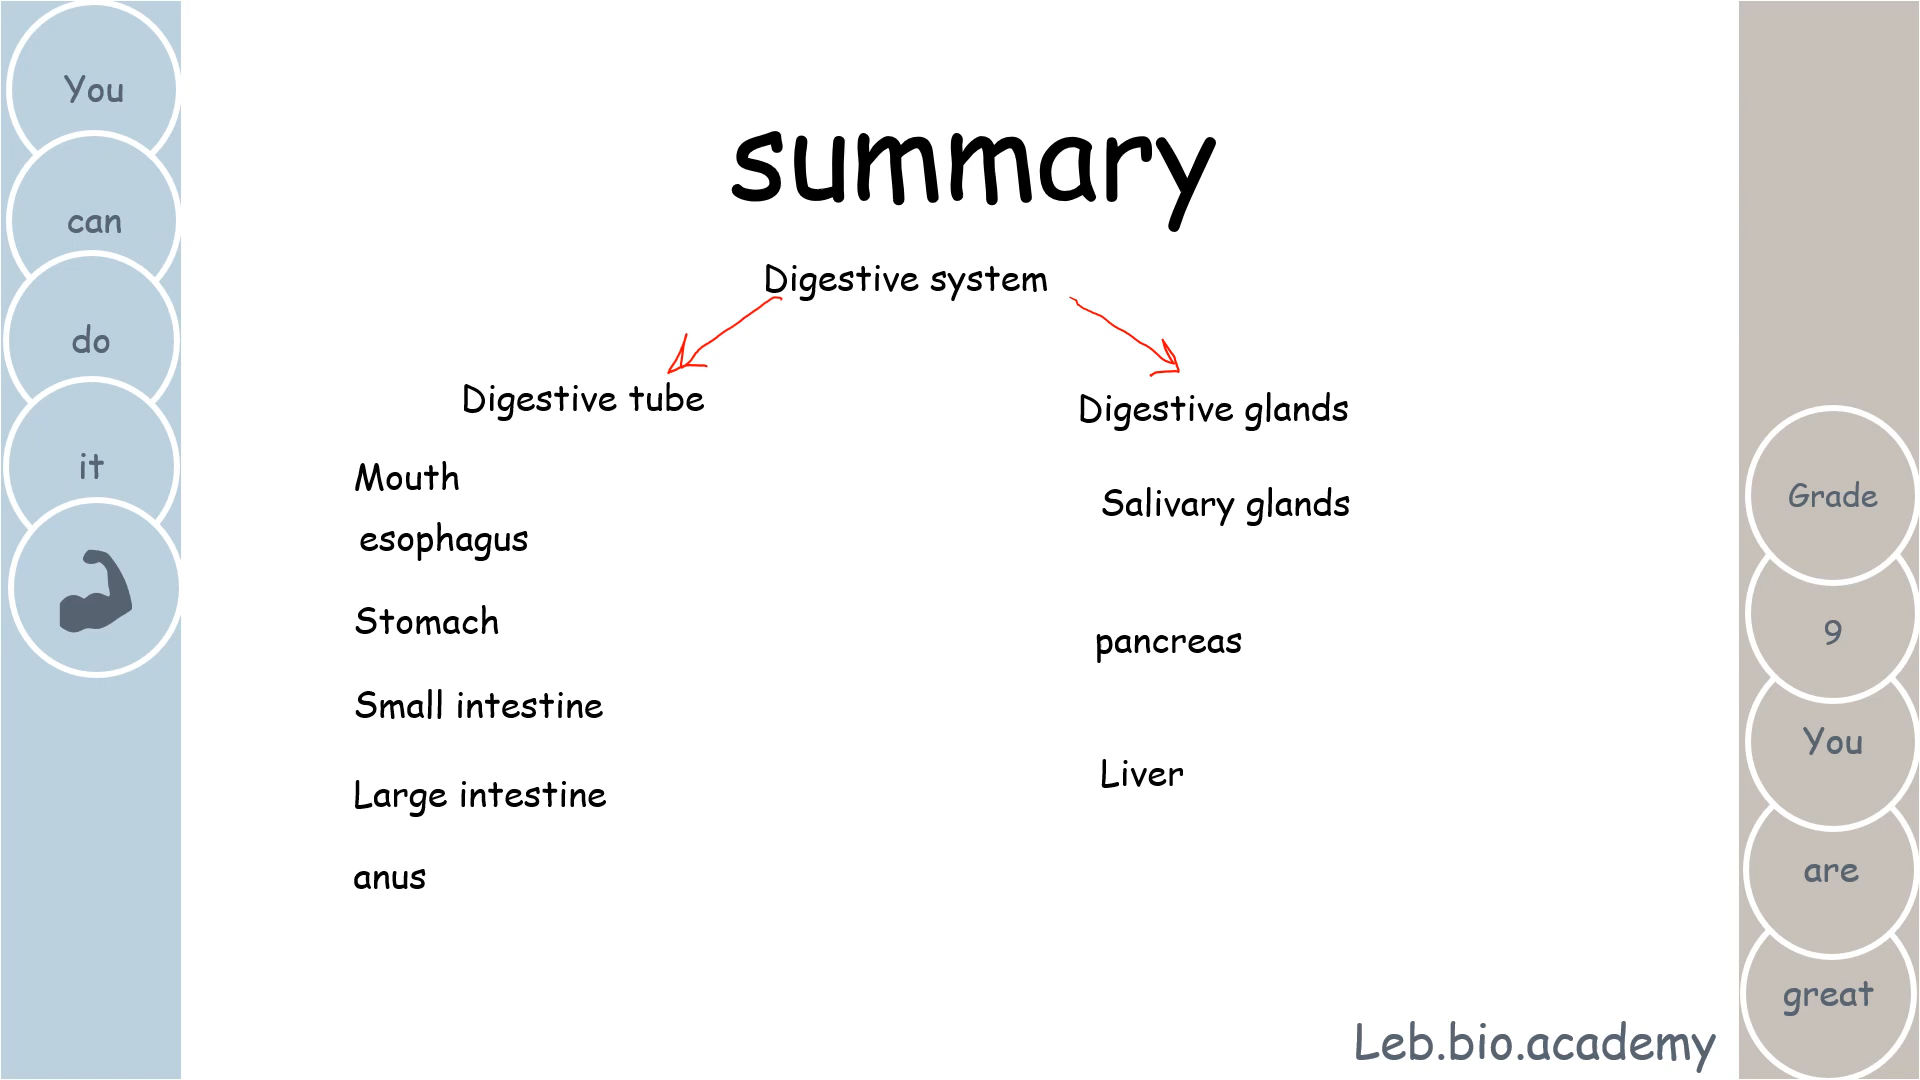 You
can
do
it
summary
Digestive system
Digestive tube
Mouth
esophagus
Stomach
Small intestine
Large intestine
anus
Digestive glands
Salivary glands
pancreas
Liver
Grade
9
You
are
great
Leb.bio.academy